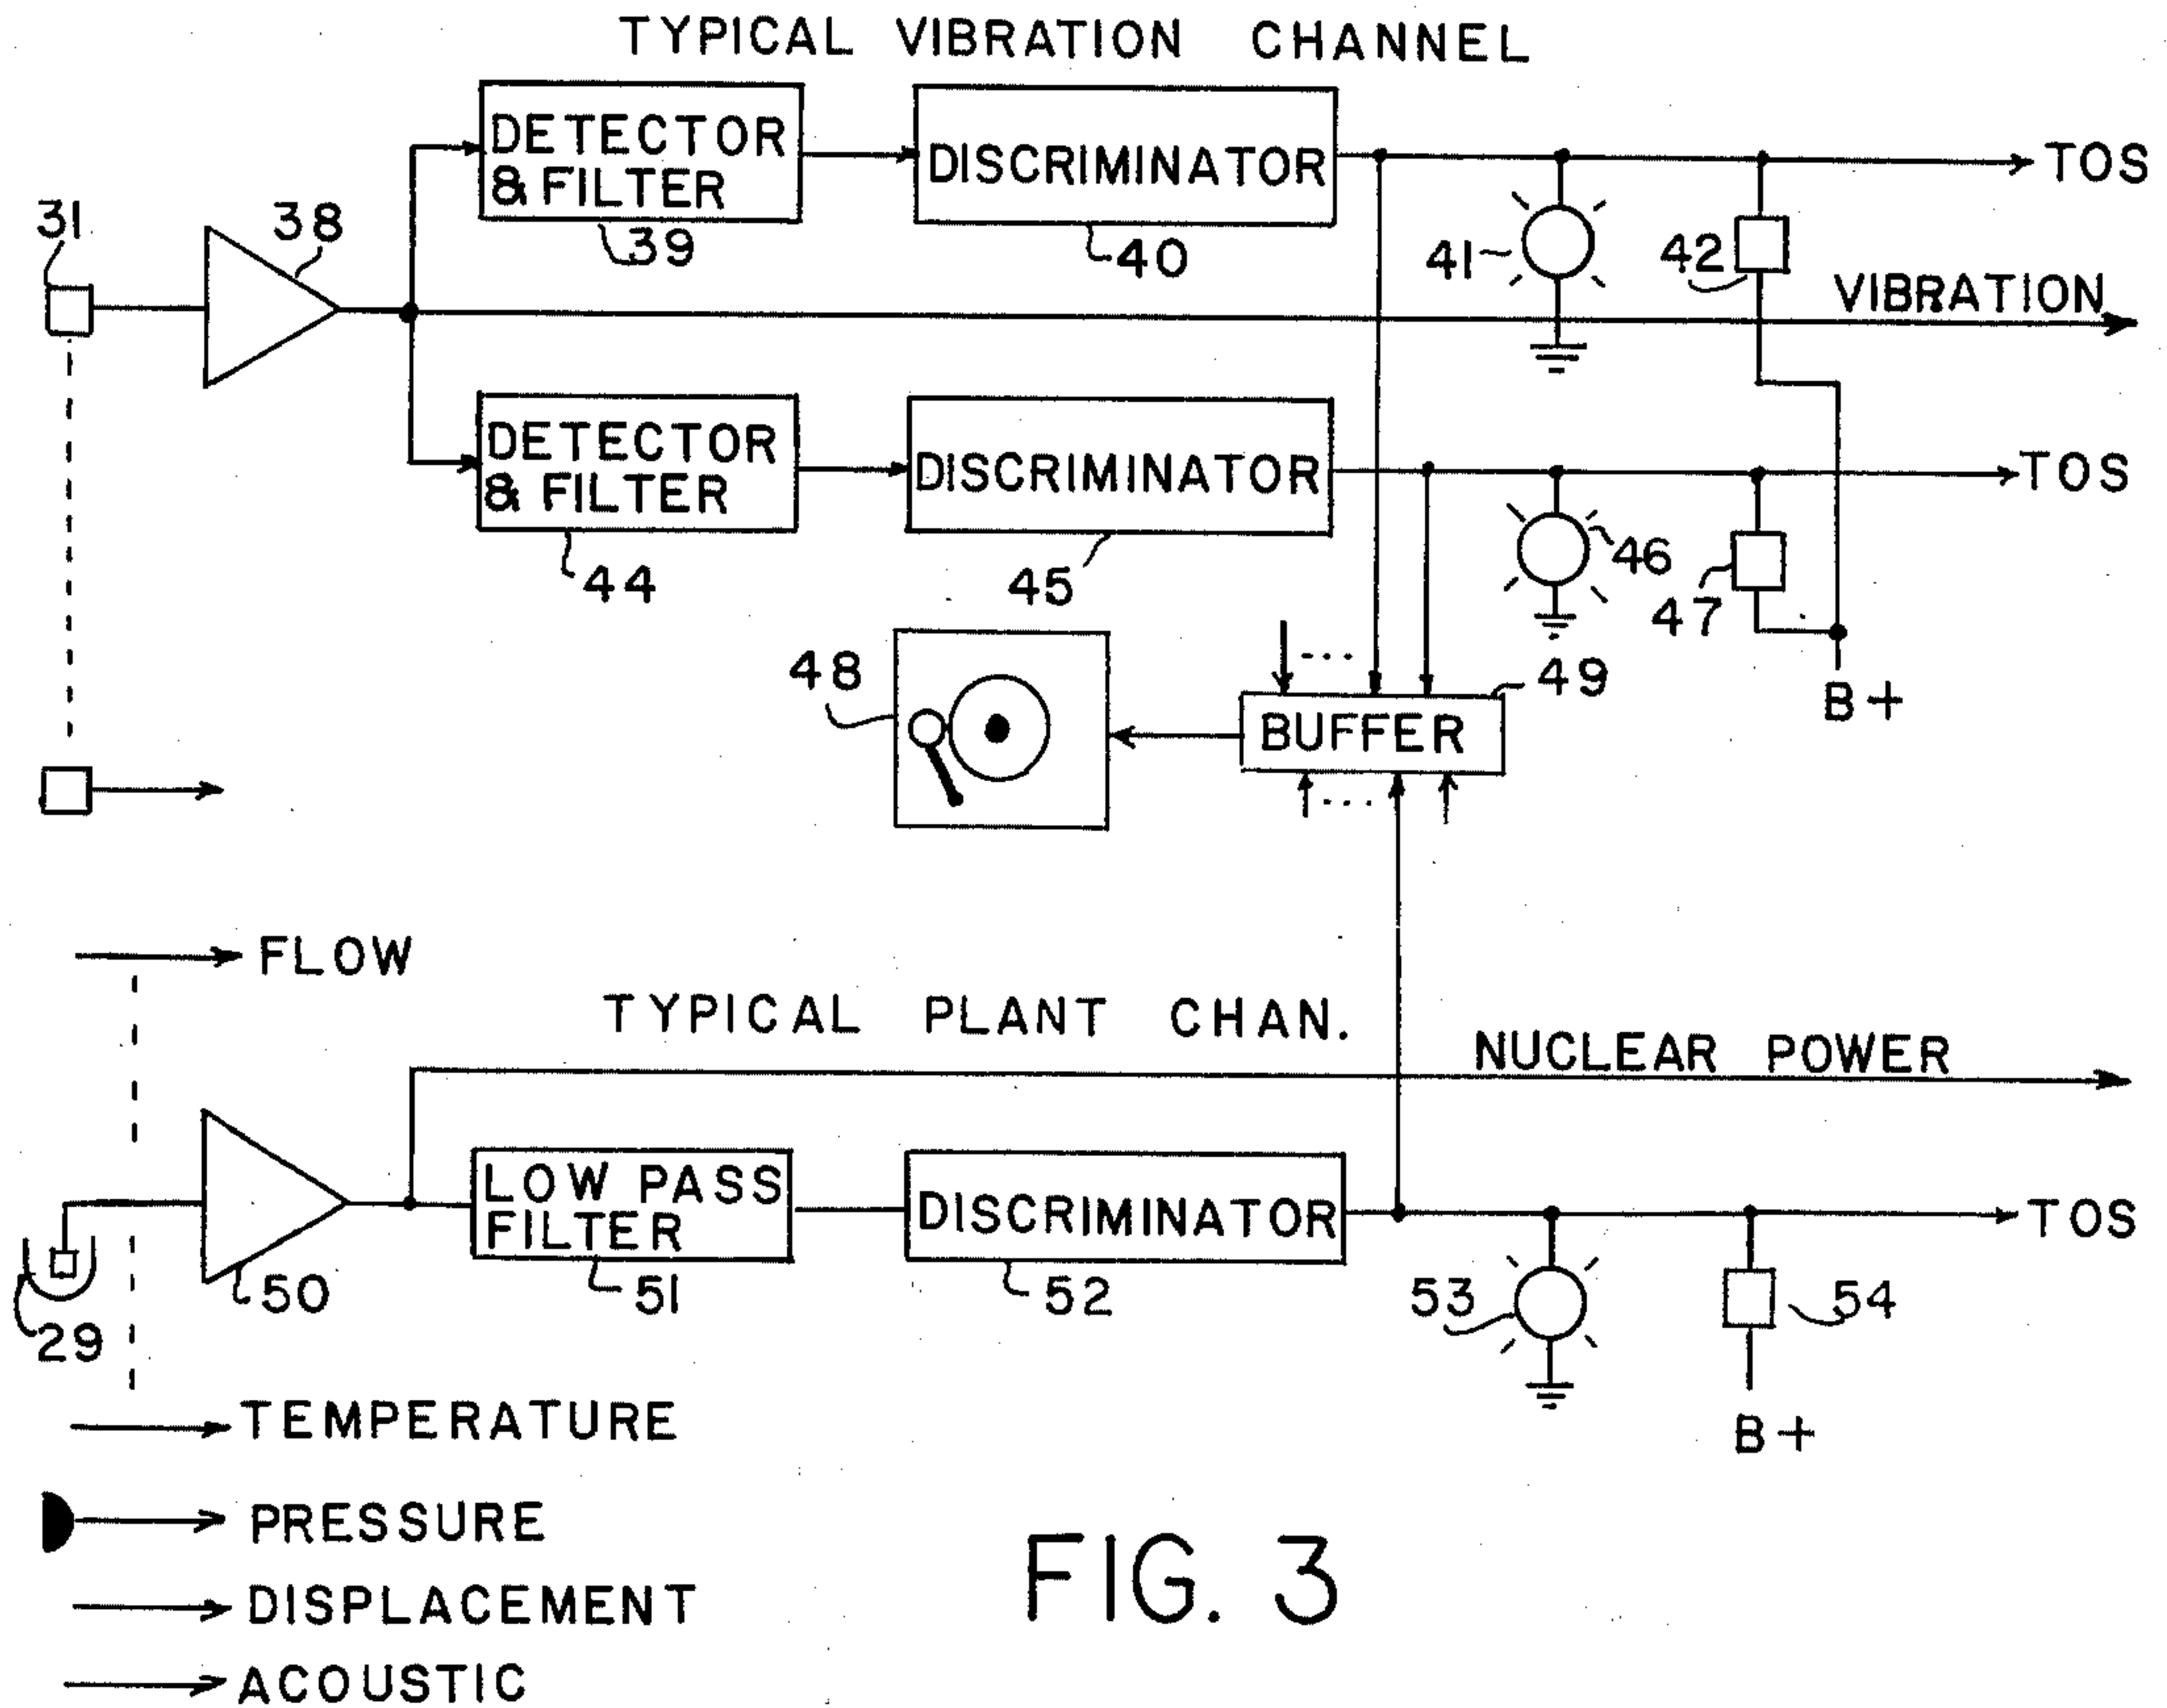 TYPICAL VIBRATION CHANNEL
DETECTOR
& FILTER
39
DISCRIMINATOR
40
TOS
31
38
41
42
VIBRATION
DETECTOR
& FILTER
44
DISCRIMINATOR
45
TOS
46
47
B+
48
49
BUFFER
FLOW
TYPICAL PLANT CHAN.
NUCLEAR POWER
29
50
LOW PASS
FILTER
51
DISCRIMINATOR
52
TOS
53
54
B+
TEMPERATURE
PRESSURE
DISPLACEMENT
ACOUSTIC
FIG. 3